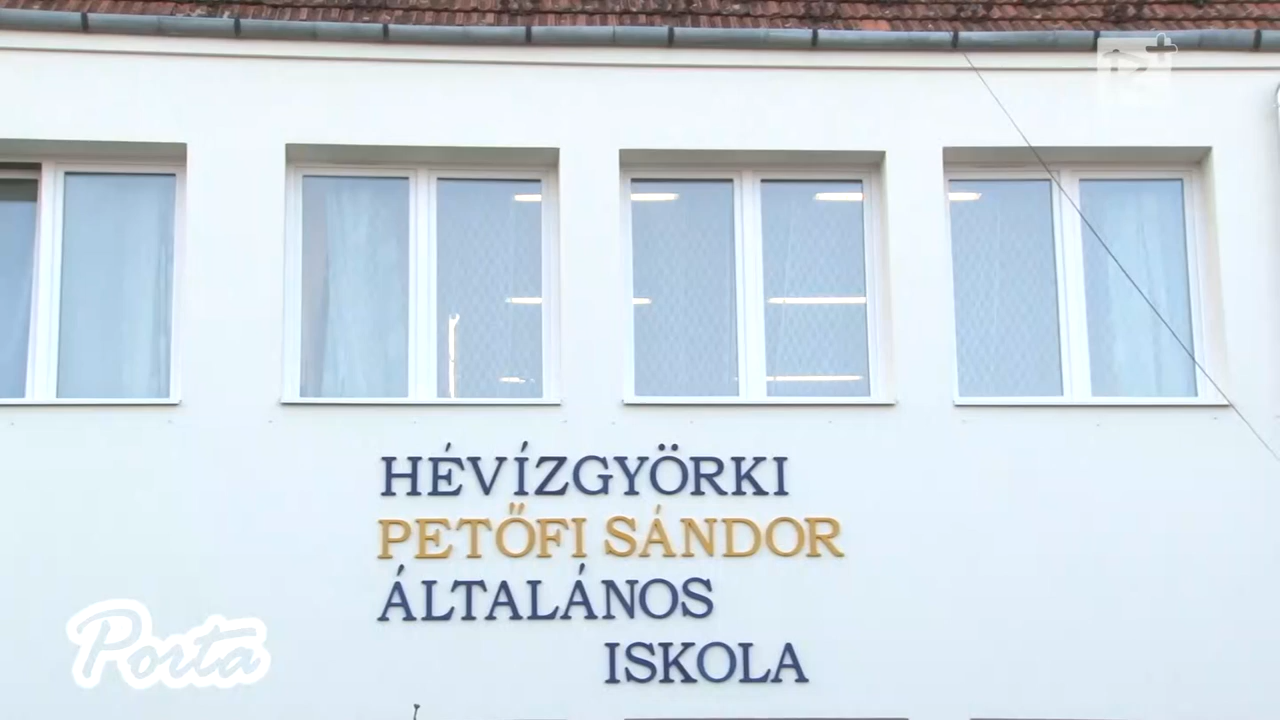 HÉVÍZGYÖRKI
PETŐFI SÁNDOR
ÁLTALÁNOS
ISKOLA
Porta